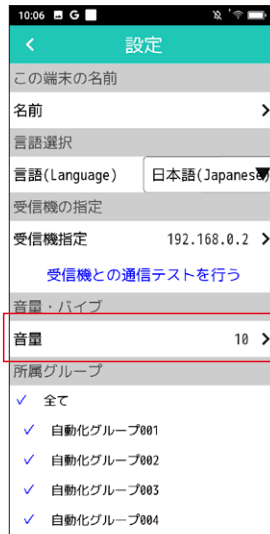 10:06 G
設定
この端末の名前
名前
言語選択
言語(Language) 日本語(Japanese)
受信機の指定
受信機指定 192.168.0.2
受信機との通信テストを行う
音量・バイブ
音量 10
所属グループ
全て
自動化グループ001
自動化グループ002
自動化グループ003
自動化グループ004